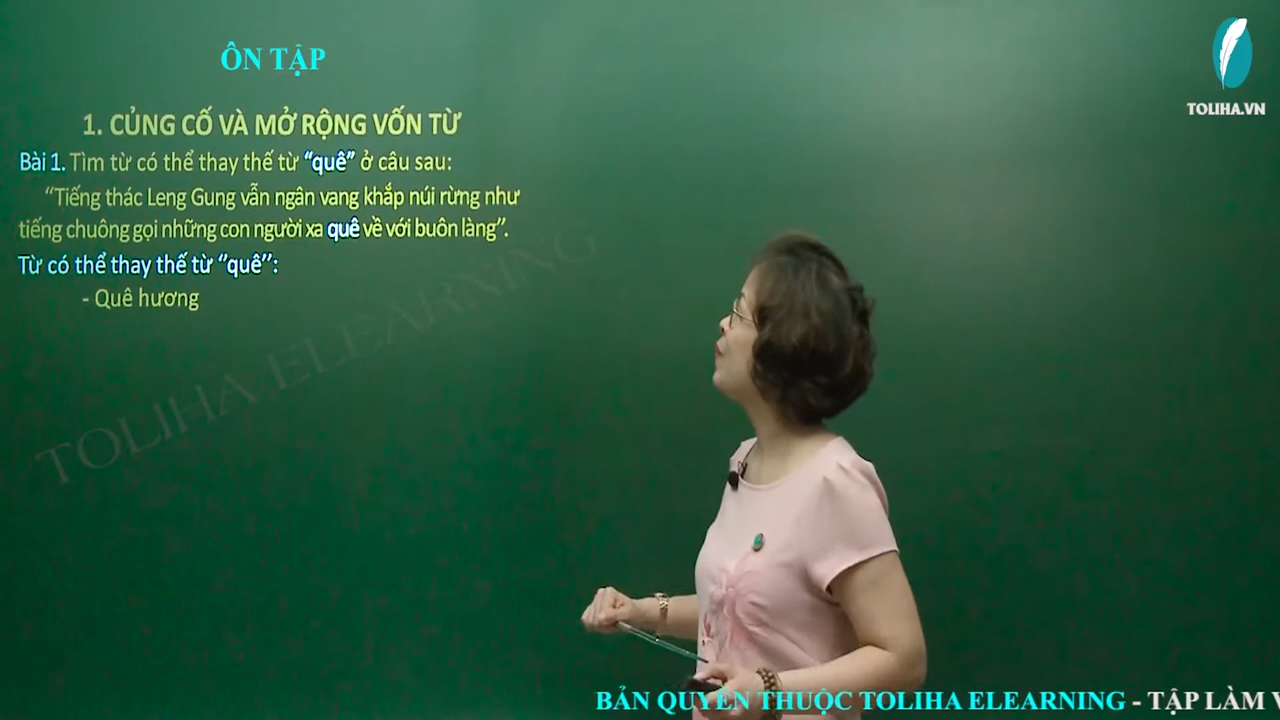 ÔN TẬP
TOLIHA.VN
1. CỦNG CỐ VÀ MỞ RỘNG VỐN TỪ
Bài 1. Tìm từ có thể thay thế từ “quê” ở câu sau:
“Tiếng thác Leng Gung vẫn ngân vang khắp núi rừng như
tiếng chuông gọi những con người xa quê về với buôn làng”.
Từ có thể thay thế từ “quê”:
- Quê hương
TOLIHA ELEARNING
BẢN QUYỀN THUỘC TOLIHA ELEARNING - TẬP LÀM